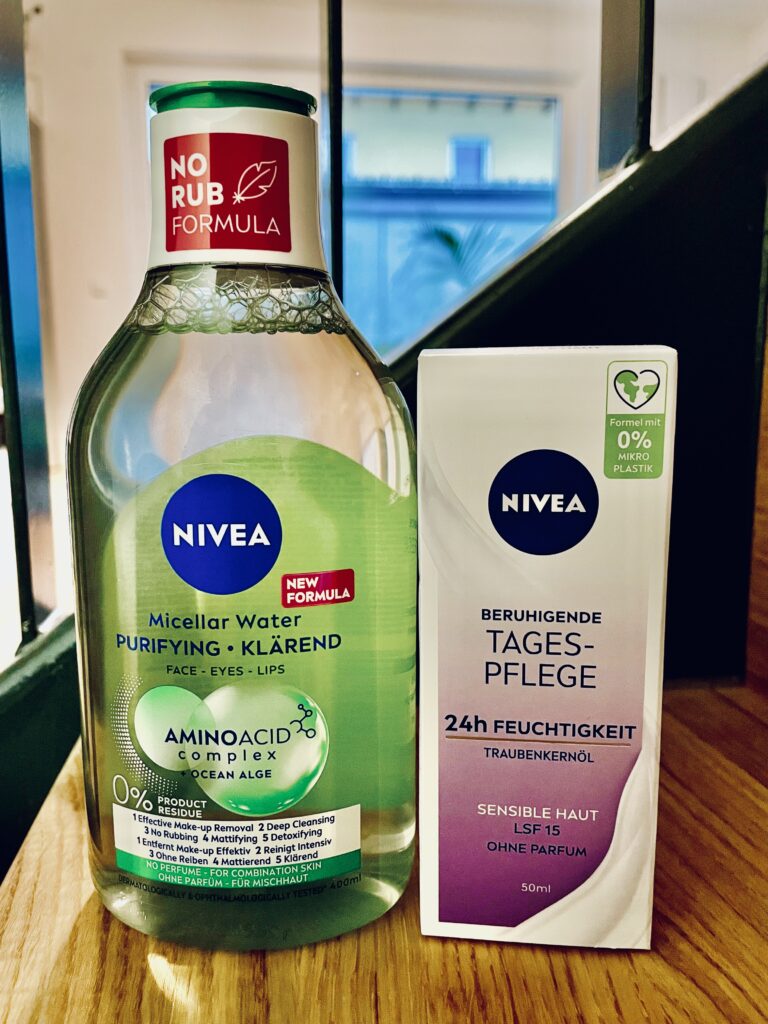 NO
RUB
FORMULA
NIVEA
NEW
FORMULA
Micellar Water
PURIFYING • KLÄREND
FACE - EYES - LIPS
AMINOACID
complex
+ OCEAN ALGE
0% PRODUCT
RESIDUE
1 Effective Make-up Removal 2 Deep Cleansing
3 No Rubbing 4 Mattifying 5 Detoxifying
1 Entfernt Make-up Effektiv 2 Reinigt Intensiv
3 Ohne Reiben 4 Mattierend 5 Klärend
NO PERFUME - FOR COMBINATION SKIN
OHNE PARFÜM - FÜR MISCHHAUT
DERMATOLOGICALLY & OPHTHALMOLOGICALLY TESTED 400ml
Formel mit
0%
MIKRO
PLASTIK
NIVEA
BERUHIGENDE
TAGES-
PFLEGE
24h FEUCHTIGKEIT
TRAUBENKERNÖL
SENSIBLE HAUT
LSF 15
OHNE PARFUM
50ml